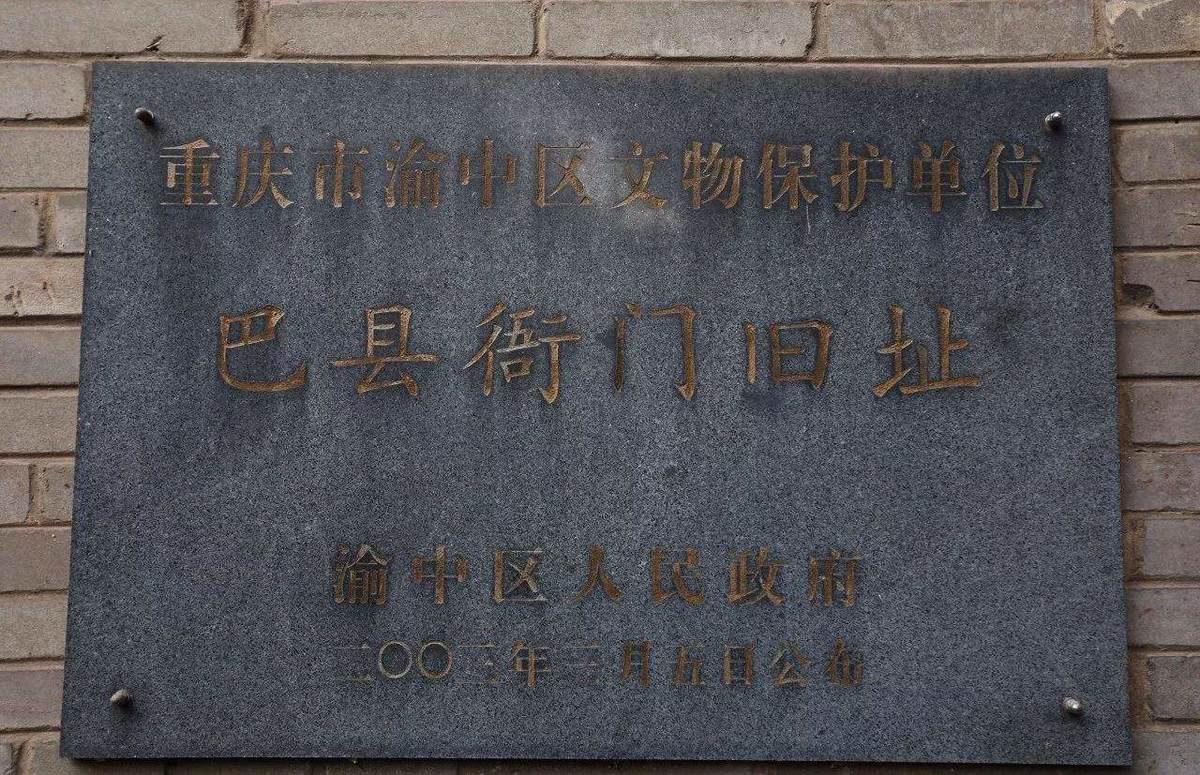 重庆市渝中区文物保护单位
巴县衙门旧址
渝中区人民政府
二〇〇三年三月五日公布